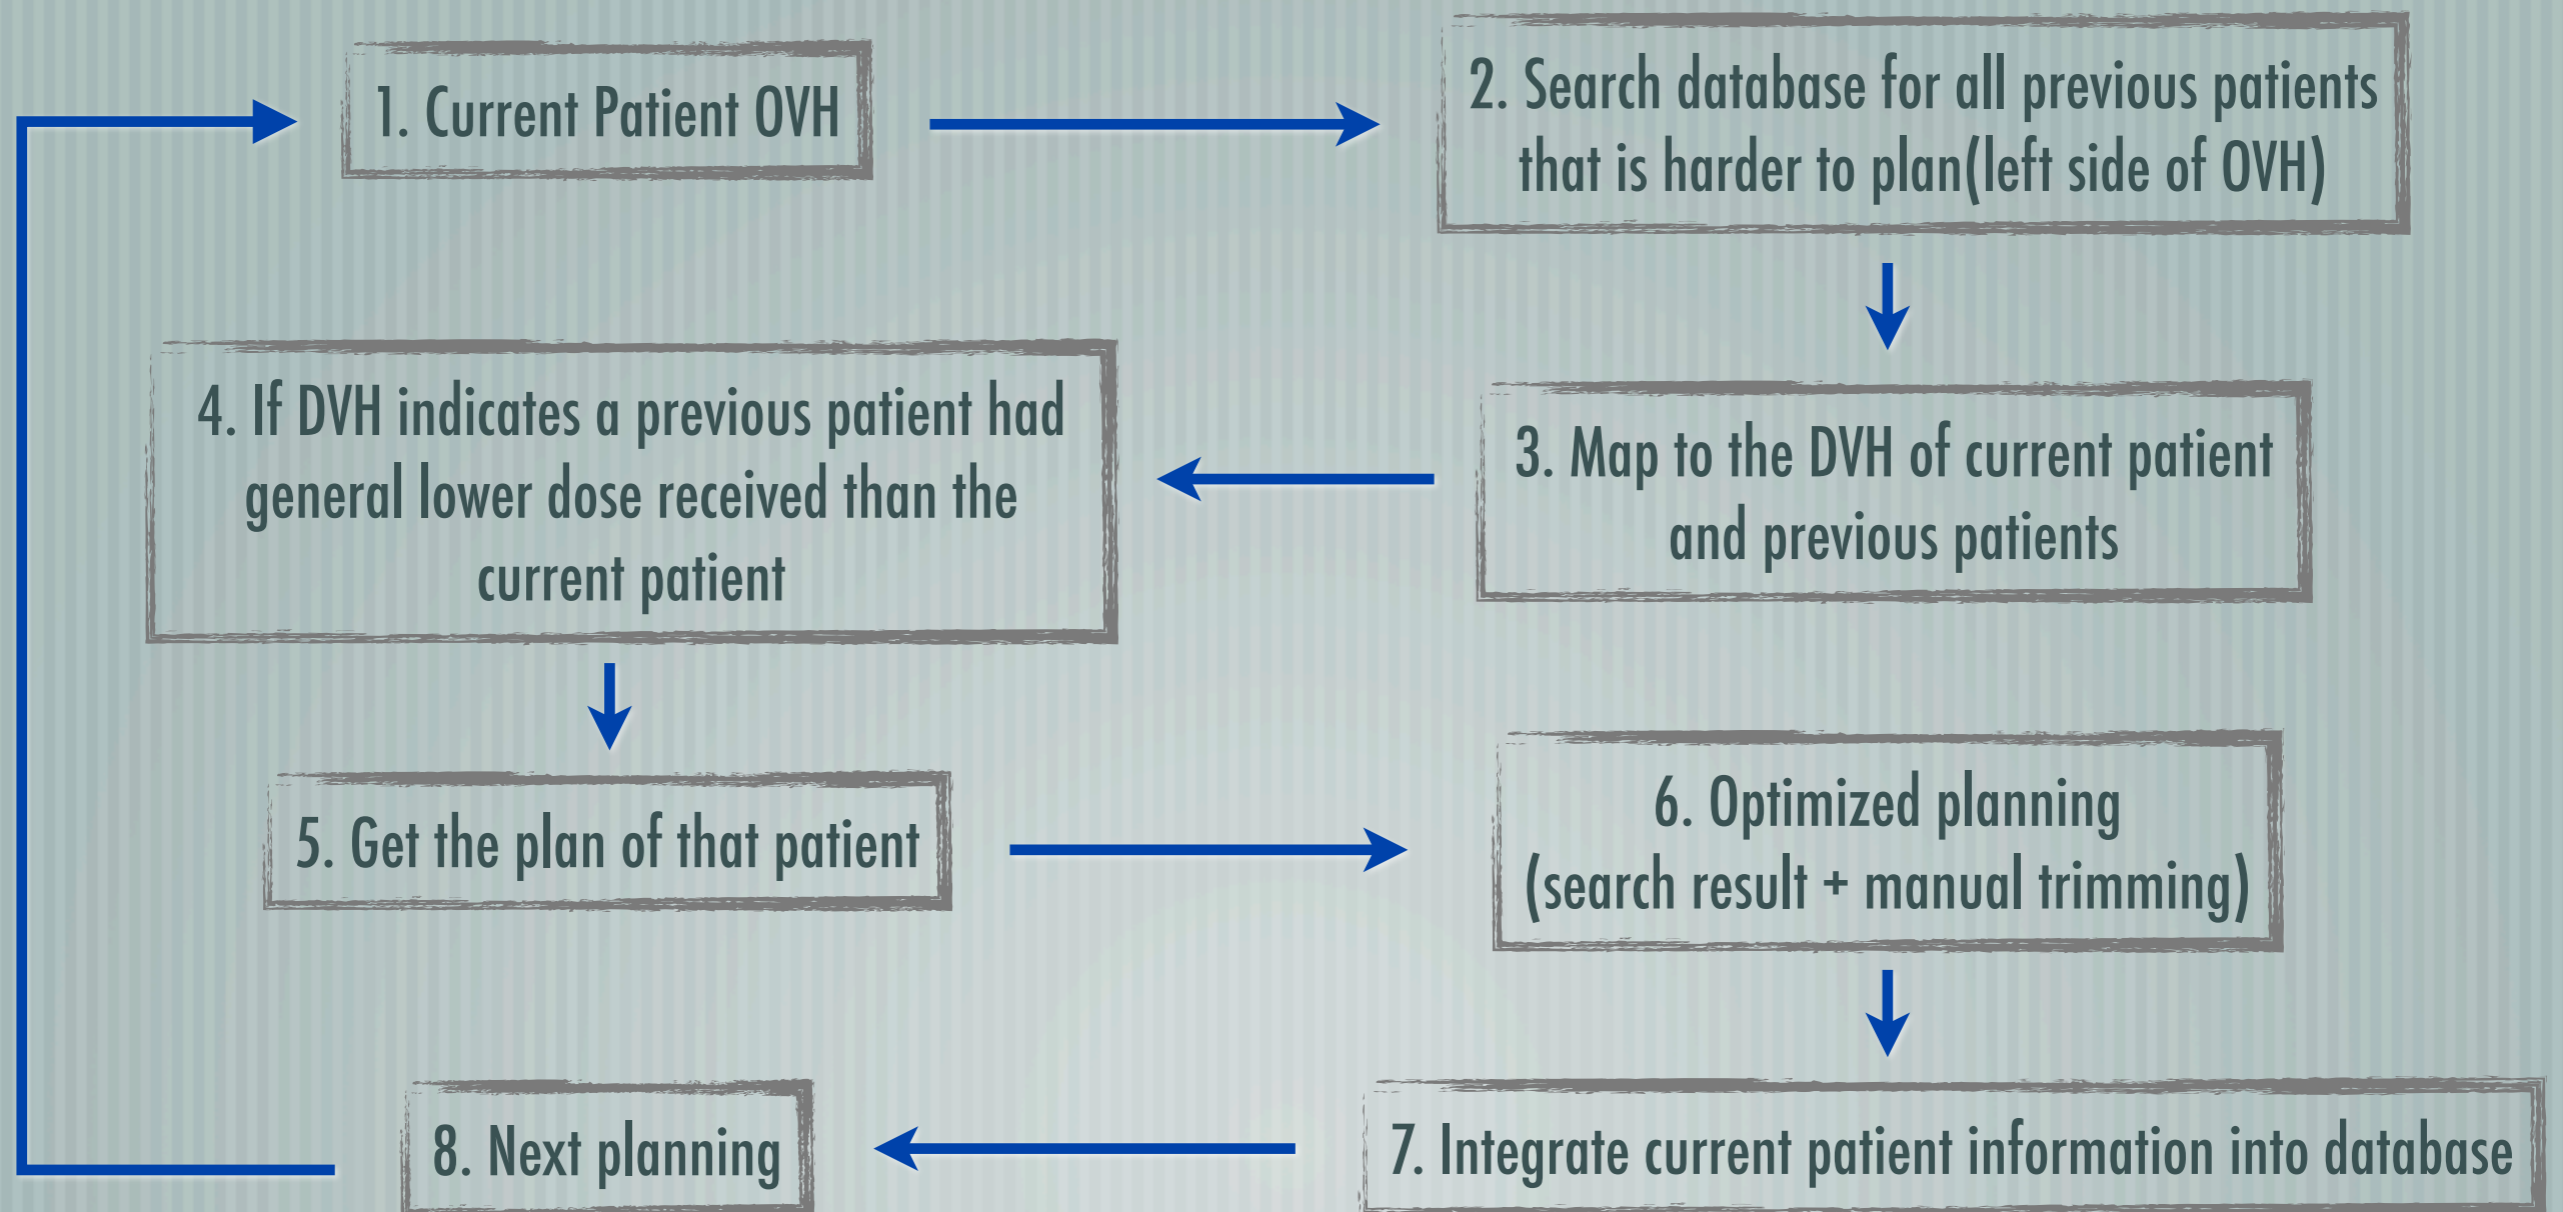 1. Current Patient OVH
2. Search database for all previous patients
that is harder to plan(left side of OVH)
3. Map to the DVH of current patient
and previous patients
4. If DVH indicates a previous patient had
general lower dose received than the
current patient
5. Get the plan of that patient
6. Optimized planning
(search result + manual trimming)
7. Integrate current patient information into database
8. Next planning